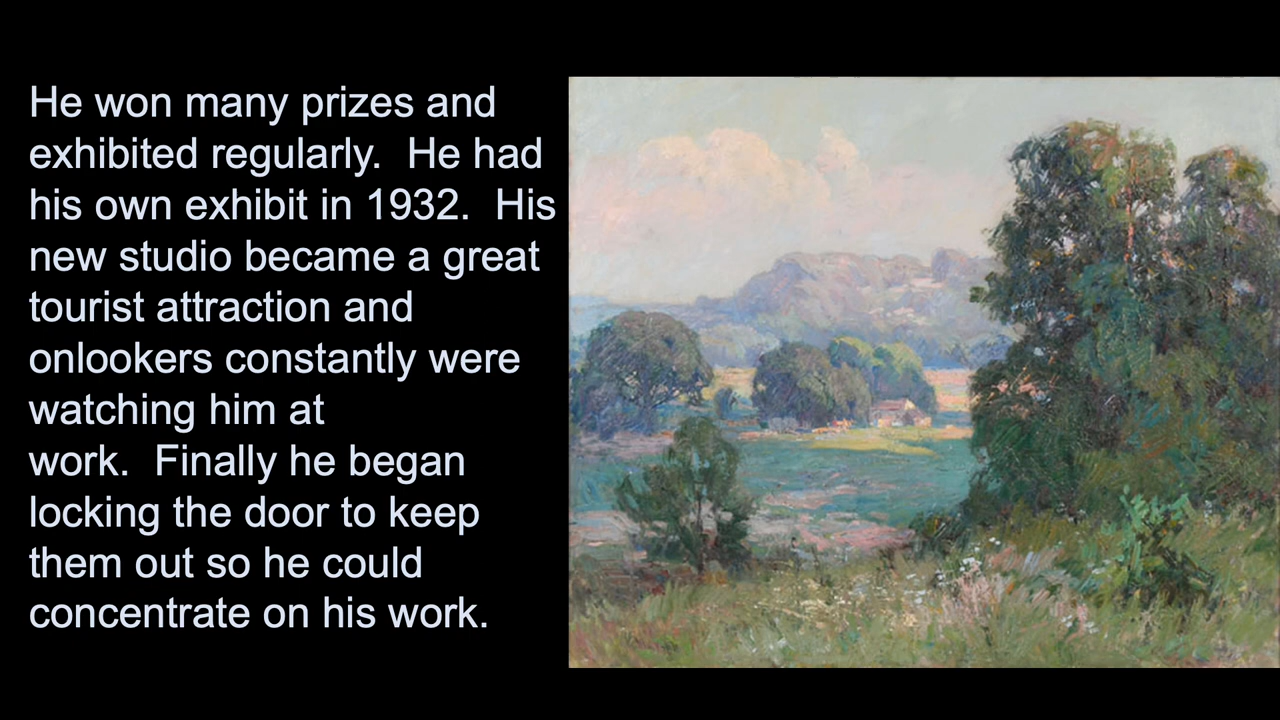 He won many prizes and
exhibited regularly.  He had
his own exhibit in 1932.  His
new studio became a great
tourist attraction and
onlookers constantly were
watching him at
work.  Finally he began
locking the door to keep
them out so he could
concentrate on his work.